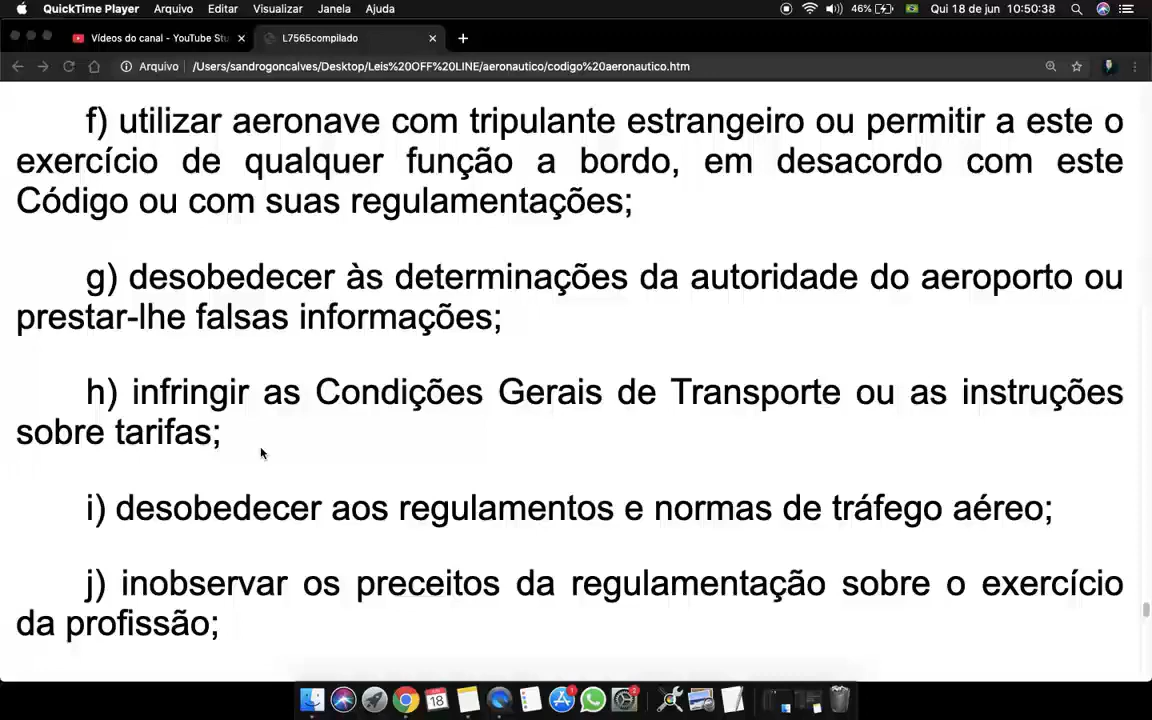 QuickTime Player Arquivo Editar Visualizar Janela Ajuda 46% Qui 18 de jun 10:50:38
Vídeos do canal - YouTube Stu L7565compilado
Arquivo /Users/sandrogoncalves/Desktop/Leis%20OFF%20LINE/aeronautico/codigo%20aeronautico.htm
f) utilizar aeronave com tripulante estrangeiro ou permitir a este o
exercício de qualquer função a bordo, em desacordo com este
Código ou com suas regulamentações;
g) desobedecer às determinações da autoridade do aeroporto ou
prestar-lhe falsas informações;
h) infringir as Condições Gerais de Transporte ou as instruções
sobre tarifas;
i) desobedecer aos regulamentos e normas de tráfego aéreo;
j) inobservar os preceitos da regulamentação sobre o exercício
da profissão;
18